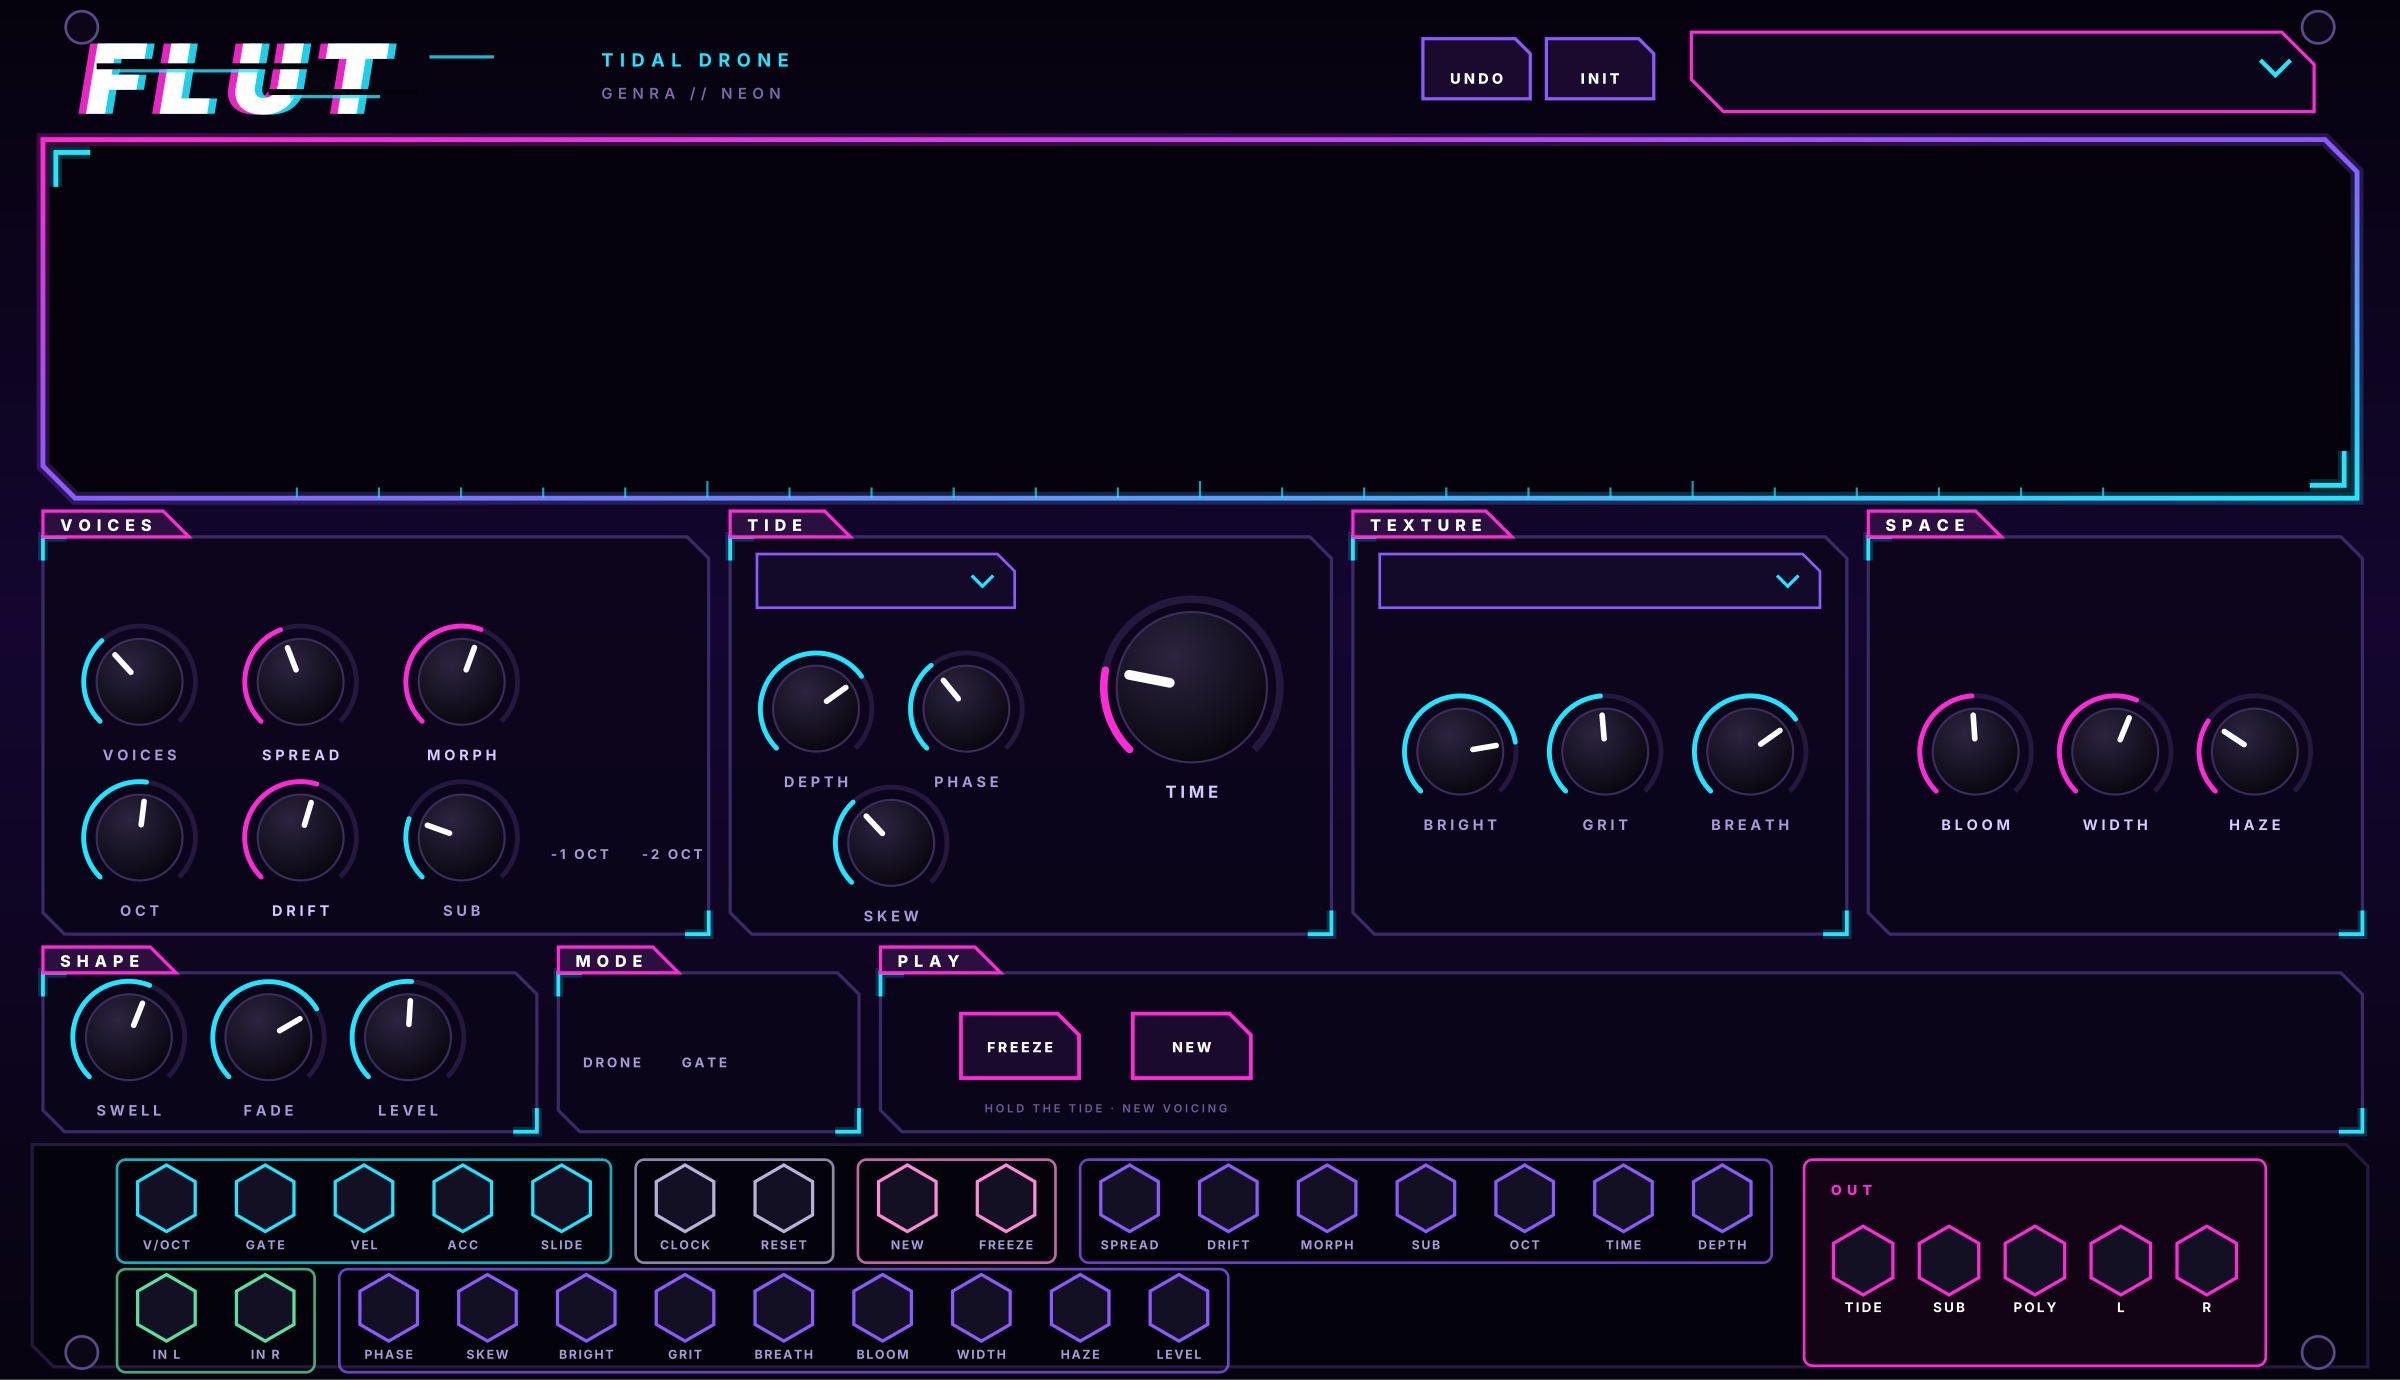 FLUT
TIDAL DRONE
GENRA // NEON
UNDO
INIT
VOICES
TIDE
TEXTURE
SPACE
VOICES
SPREAD
MORPH
DEPTH
PHASE
TIME
BRIGHT
GRIT
BREATH
BLOOM
WIDTH
HAZE
-1 OCT
-2 OCT
OCT
DRIFT
SUB
SKEW
SHAPE
MODE
PLAY
SWELL
FADE
LEVEL
DRONE
GATE
FREEZE
NEW
HOLD THE TIDE · NEW VOICING
V/OCT
GATE
VEL
ACC
SLIDE
CLOCK
RESET
NEW
FREEZE
SPREAD
DRIFT
MORPH
SUB
OCT
TIME
DEPTH
OUT
TIDE
SUB
POLY
L
R
IN L
IN R
PHASE
SKEW
BRIGHT
GRIT
BREATH
BLOOM
WIDTH
HAZE
LEVEL